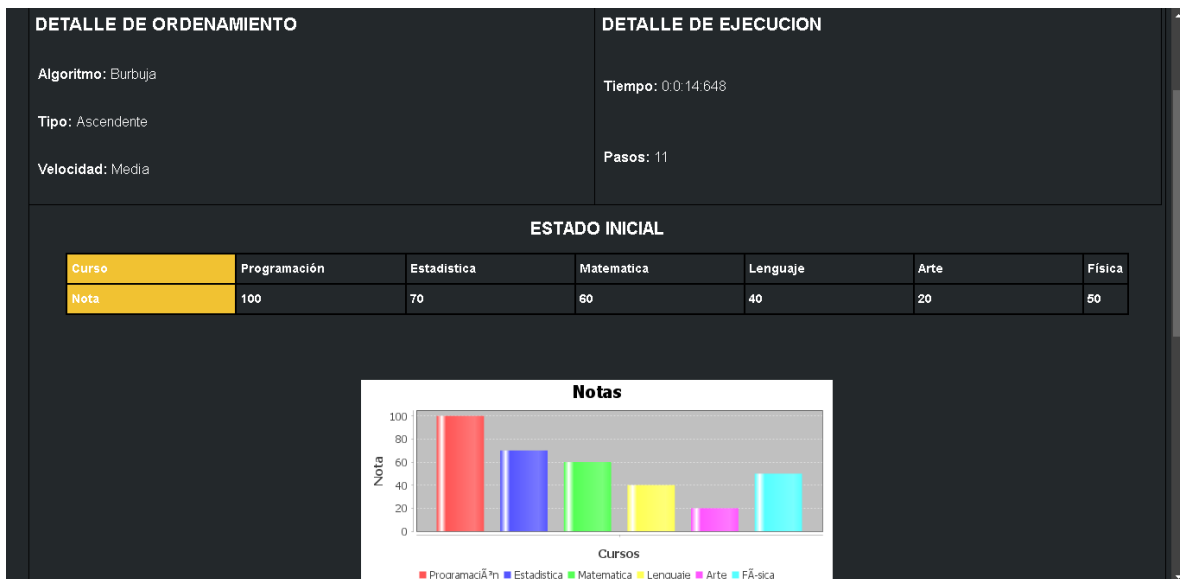 DETALLE DE ORDENAMIENTO
Algoritmo: Burbuja
Tipo: Ascendente
Velocidad: Media
DETALLE DE EJECUCION
Tiempo: 0:0:14:648
Pasos: 11
ESTADO INICIAL
Curso Programación Estadistica Matematica Lenguaje Arte Física
Nota 100 70 60 40 20 50
Notas
100
80
60
40
20
0
Nota
Cursos
ProgramaciÃ³n Estadistica Matematica Lenguaje Arte FÃ-sica